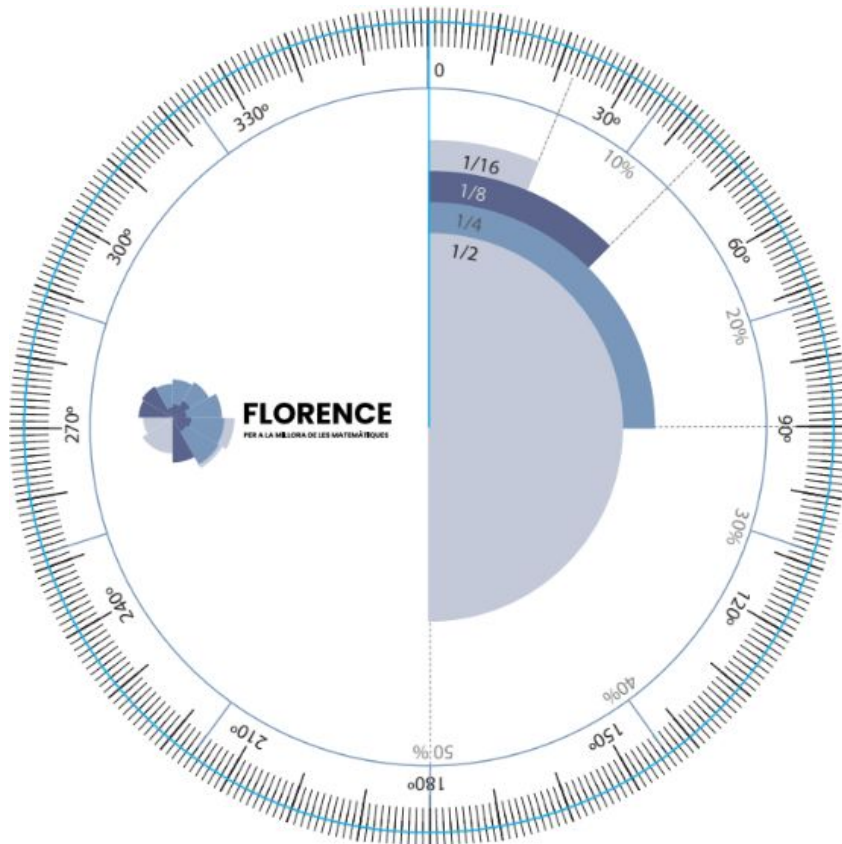 0
30º
60º
90º
120º
150º
180º
210º
240º
270º
300º
330º
10%
20%
30%
40%
50 %
1/16
1/8
1/4
1/2
FLORENCE
PER A LA MILLORA DE LES MATEMÀTIQUES